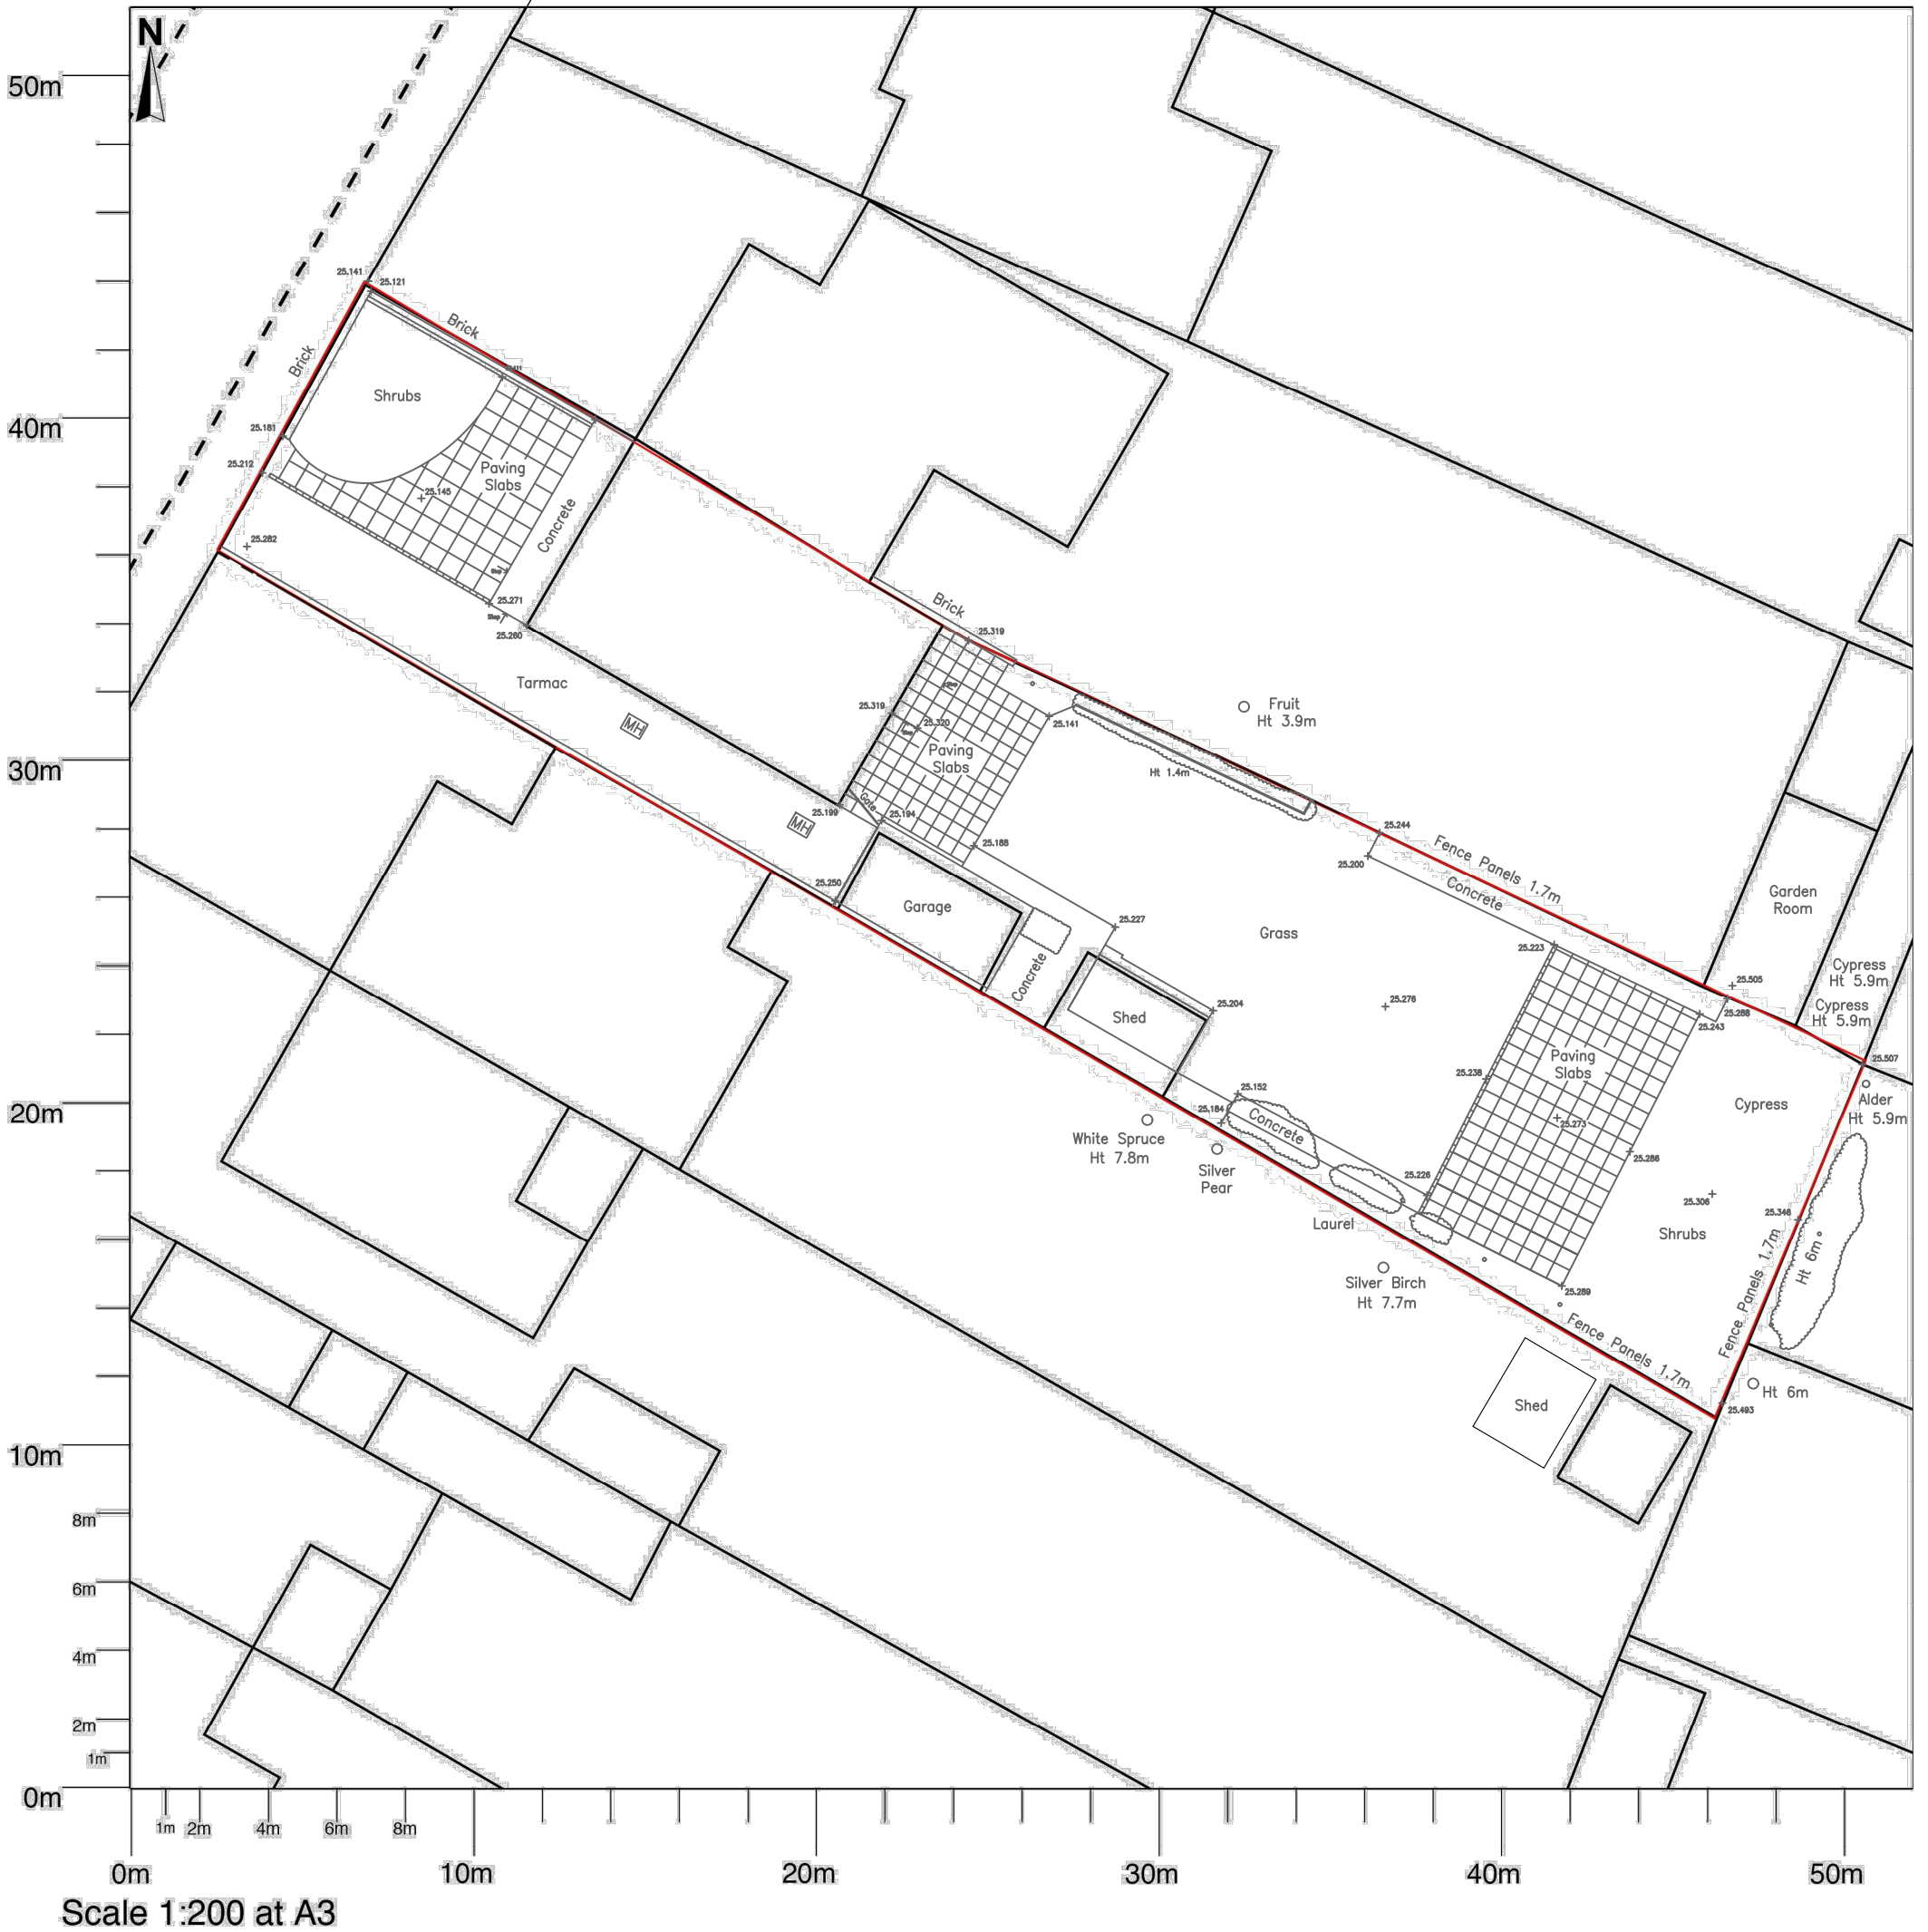 N
50m
25.141
25.121
Brick
Brick
25.111
Shrubs
40m
25.181
25.212
Paving
Slabs
25.145
Concrete
25.282
Step
25.271
Step
25.260
Brick
25.319
Tarmac
Step
25.319
25.320
Step
25.141
Fruit
Ht 3.9m
MH
Paving
Slabs
30m
Ht 1.4m
Gate
25.199
25.194
MH
25.188
25.244
25.200
Fence Panels 1.7m
Concrete
25.250
Garage
25.227
Garden
Room
Grass
25.223
Concrete
Cypress
Ht 5.9m
25.505
25.276
25.204
Shed
25.288
25.243
Cypress
Ht 5.9m
25.507
Paving
Slabs
25.238
25.152
25.184
Concrete
Cypress
Alder
Ht 5.9m
20m
25.273
White Spruce
Ht 7.8m
Silver
Pear
25.286
25.226
25.306
25.346
Laurel
Shrubs
Ht 6m
Silver Birch
Ht 7.7m
25.289
Fence Panels 1.7m
Fence Panels 1.7m
Shed
Ht 6m
25.493
10m
8m
6m
4m
2m
1m
0m
1m
2m
4m
6m
8m
0m
10m
20m
30m
40m
50m
Scale 1:200 at A3